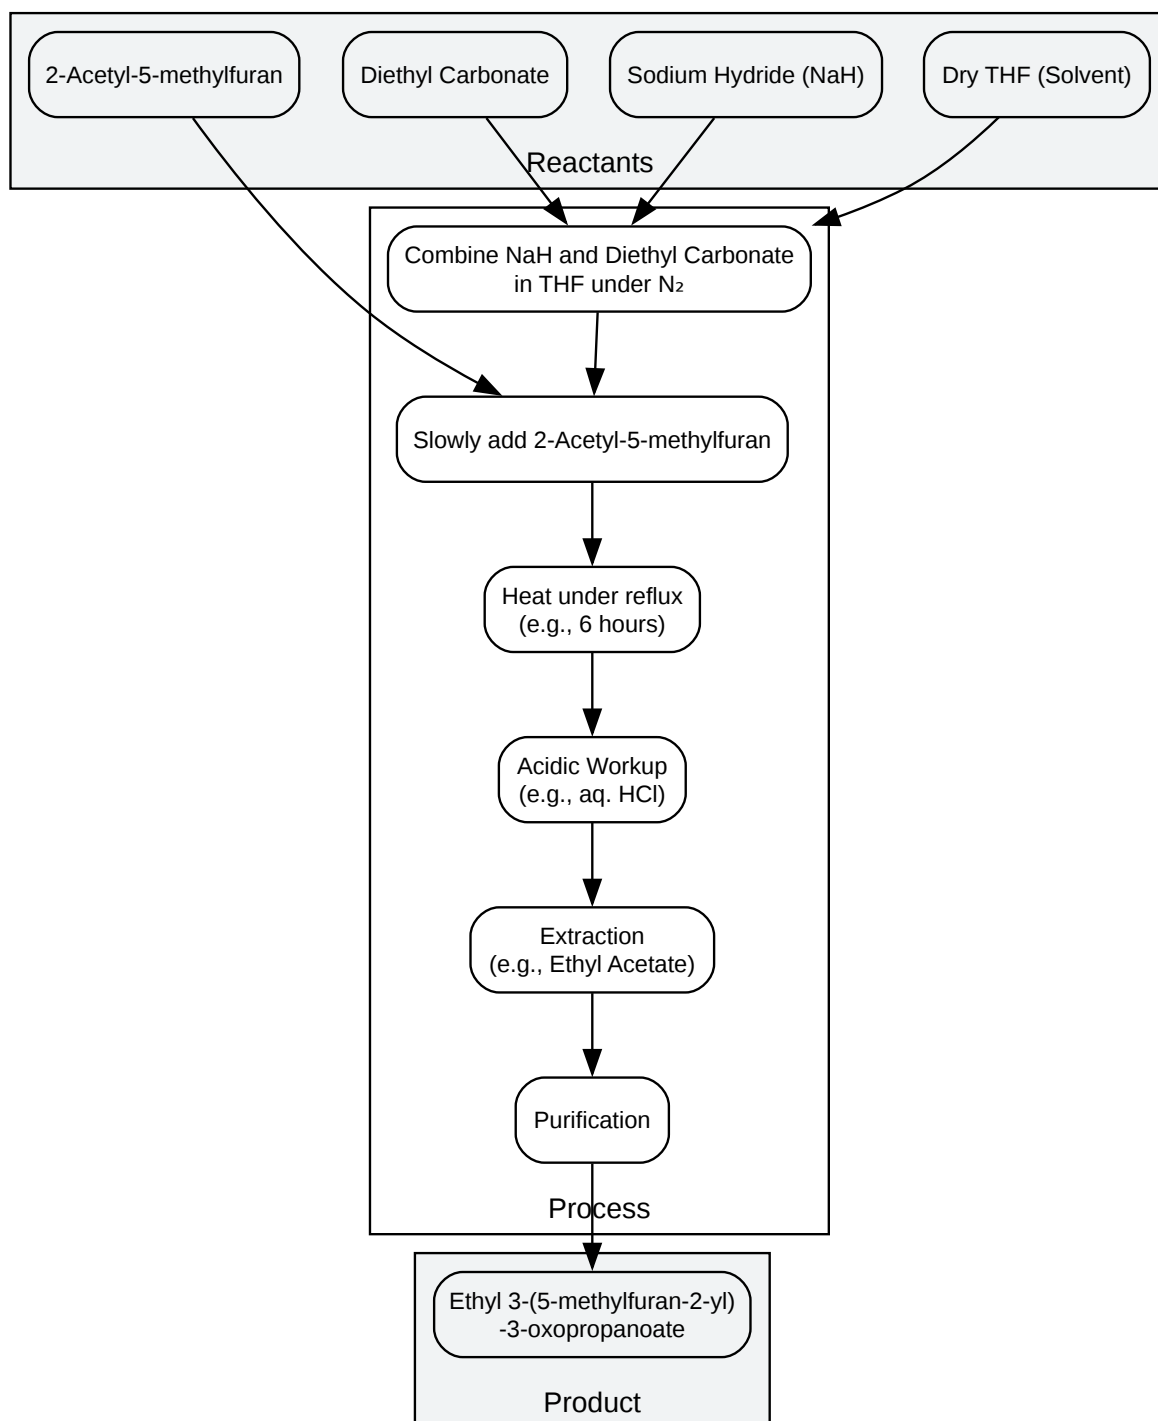 2-Acetyl-5-methylfuran
Diethyl Carbonate
Sodium Hydride (NaH)
Dry THF (Solvent)
Reactants
Combine NaH and Diethyl Carbonate
in THF under N₂
Slowly add 2-Acetyl-5-methylfuran
Heat under reflux
(e.g., 6 hours)
Acidic Workup
(e.g., aq. HCl)
Extraction
(e.g., Ethyl Acetate)
Purification
Process
Ethyl 3-(5-methylfuran-2-yl)
-3-oxopropanoate
Product